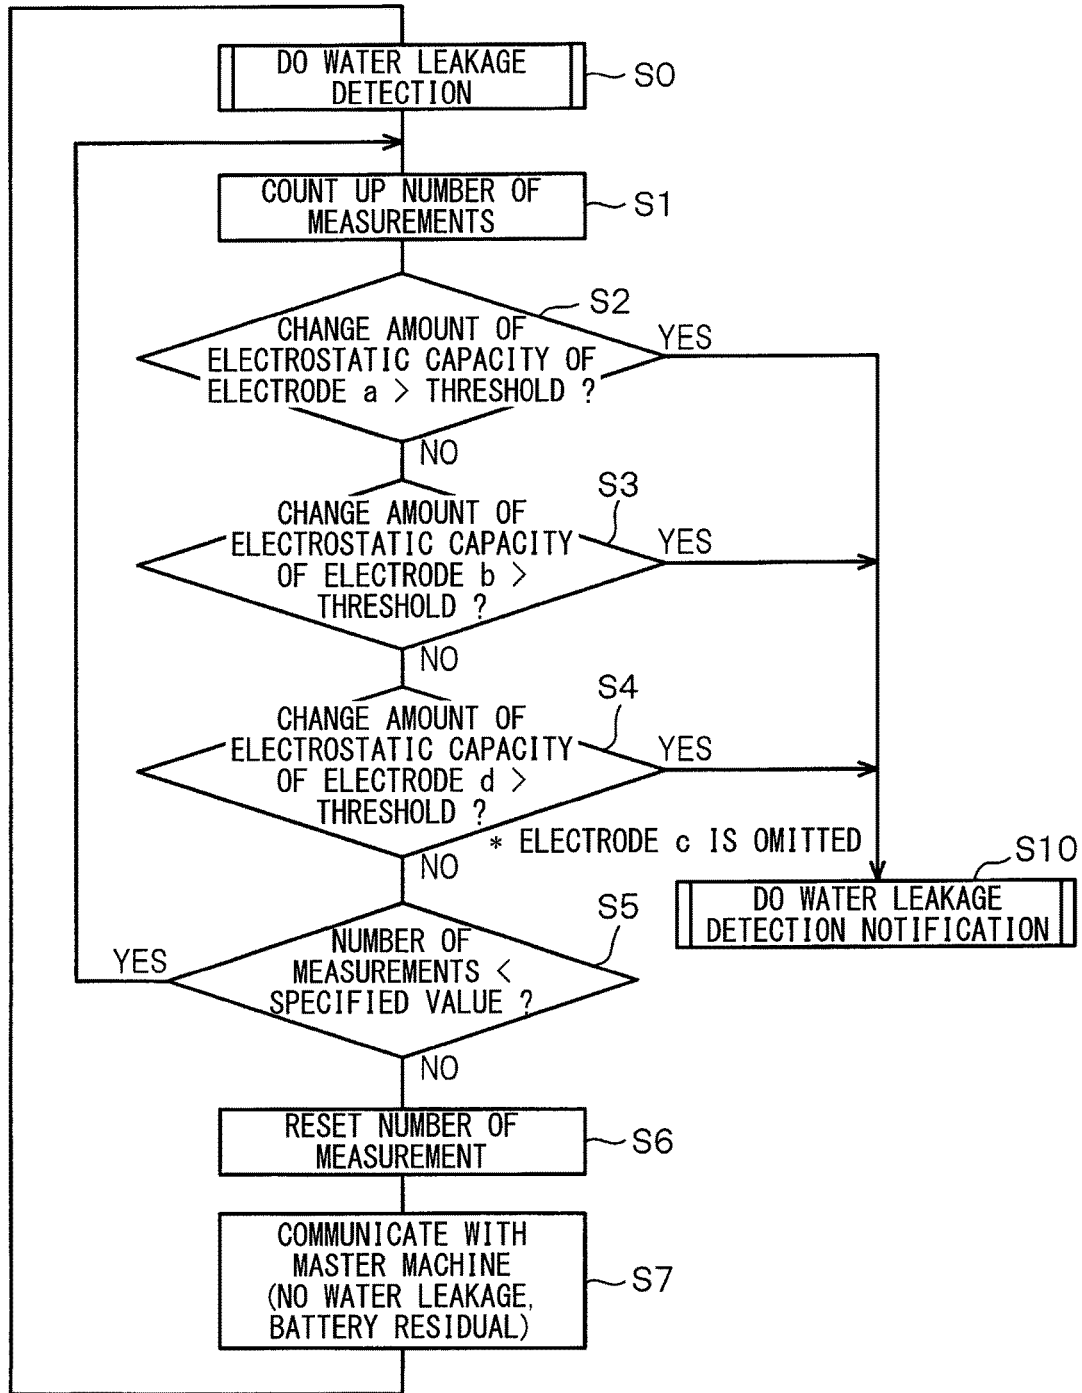 DO WATER LEAKAGE
DETECTION
S0
COUNT UP NUMBER OF
MEASUREMENTS
S1
S2
CHANGE AMOUNT OF
ELECTROSTATIC CAPACITY OF
ELECTRODE a > THRESHOLD ?
YES
NO
S3
CHANGE AMOUNT OF
ELECTROSTATIC CAPACITY
OF ELECTRODE b >
THRESHOLD ?
YES
NO
S4
CHANGE AMOUNT OF
ELECTROSTATIC CAPACITY
OF ELECTRODE d >
THRESHOLD ?
YES
* ELECTRODE c IS OMITTED
NO
S10
DO WATER LEAKAGE
DETECTION NOTIFICATION
S5
NUMBER OF
MEASUREMENTS <
SPECIFIED VALUE ?
YES
NO
RESET NUMBER OF
MEASUREMENT
S6
COMMUNICATE WITH
MASTER MACHINE
(NO WATER LEAKAGE,
BATTERY RESIDUAL)
S7